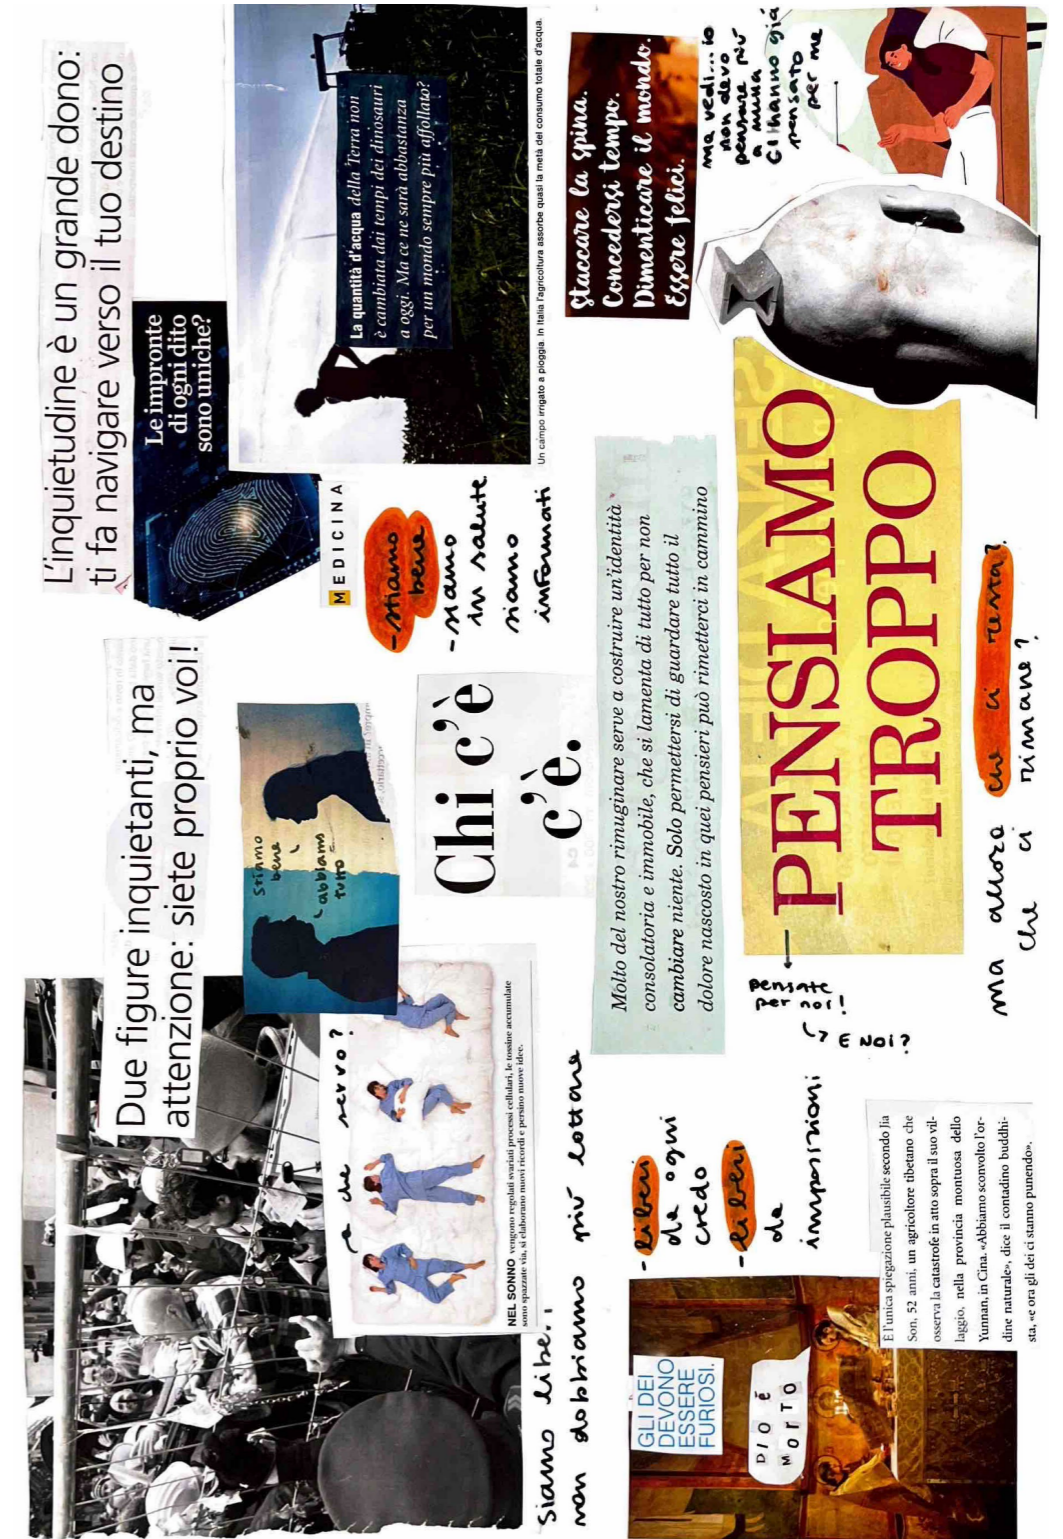 Due figure inquietanti, ma
attenzione: siete proprio voi!
L'inquietudine è un grande dono:
ti fa navigare verso il tuo destino
Le impronte
di ogni dito
sono uniche?
La quantità d'acqua della Terra non
è cambiata dai tempi dei dinosauri
a oggi. Ma ce ne sarà abbastanza
per un mondo sempre più affollato?
Un campo irrigato a pioggia. In Italia l'agricoltura assorbe quasi la metà del consumo totale d'acqua.
MEDICINA
- stiamo
bene
- siamo
in salute
siamo
informati
Stiamo
bene
abbiamo
tutto
a che servo?
NEL SONNO vengono regolati svariati processi cellulari, le tossine accumulate
sono spazzate via, si elaborano nuovi ricordi e persino nuove idee.
Chi c'è
c'è.
siamo liberi
non dobbiamo più lottare
Staccare la spina.
Concedersi tempo.
Dimenticare il mondo.
Essere felici.
ma vedi... io
non devo
pensare più
a nulla
ci hanno già
pensato
per me
Molto del nostro rimuginare serve a costruire un'identità
consolatoria e immobile, che si lamenta di tutto per non
cambiare niente. Solo permettersi di guardare tutto il
dolore nascosto in quei pensieri può rimetterci in cammino
PENSIAMO
TROPPO
pensate
per noi!
E NOI?
ma allora chi ci resta?
che ci rimane?
GLI DEI
DEVONO
ESSERE
FURIOSI.
DIO è
MorTO
- liberi
da ogni
credo
- liberi
da
imposizioni
È l'unica spiegazione plausibile secondo Jia
Son, 52 anni, un agricoltore tibetano che
osserva la catastrofe in atto sopra il suo vil-
laggio, nella provincia montuosa dello
Yunnan, in Cina. «Abbiamo sconvolto l'or-
dine naturale», dice il contadino buddhi-
sta, «e ora gli dei ci stanno punendo».